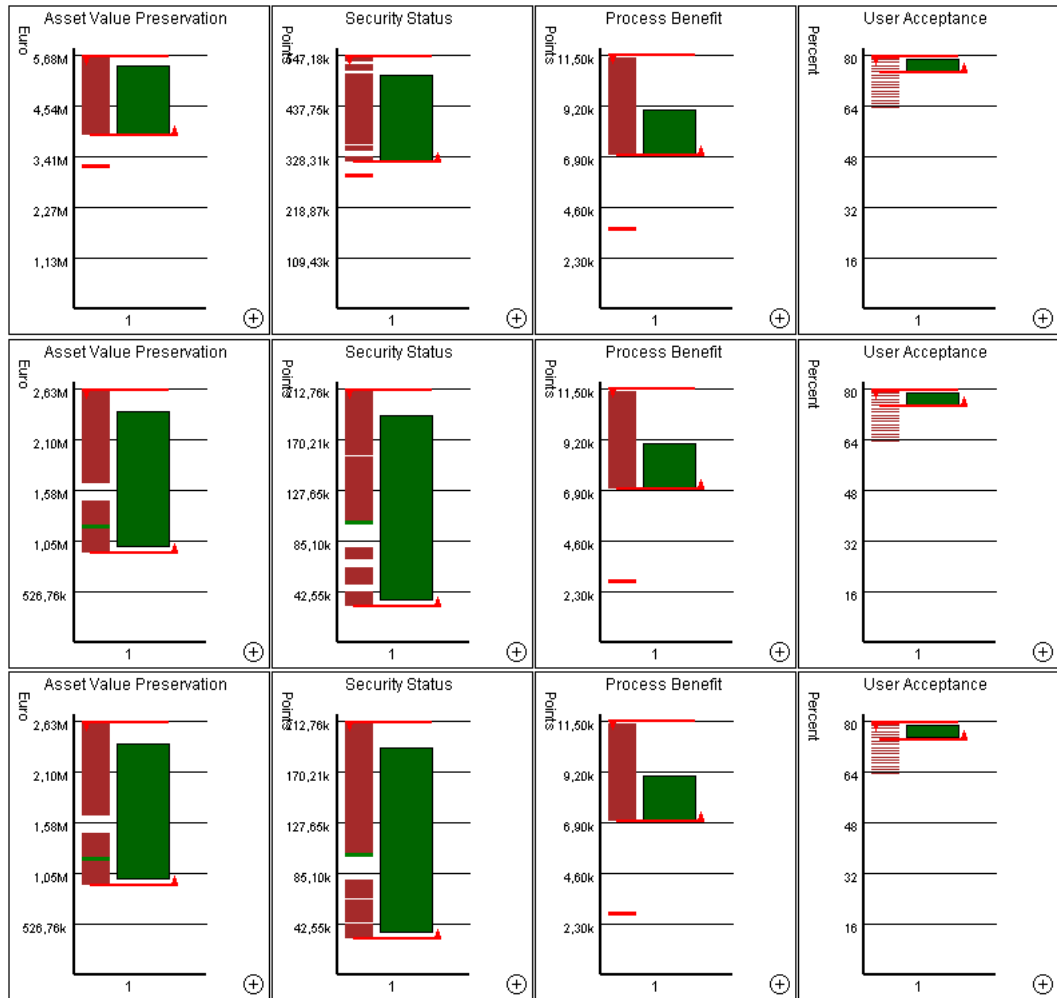 Asset Value Preservation
Euro
5,68M
4,54M
3,41M
2,27M
1,13M
1
Security Status
Points
547,18k
437,75k
328,31k
218,87k
109,43k
1
Process Benefit
Points
11,50k
9,20k
6,90k
4,60k
2,30k
1
User Acceptance
Percent
80
64
48
32
16
1
Asset Value Preservation
Euro
2,63M
2,10M
1,58M
1,05M
526,76k
1
Security Status
Points
212,76k
170,21k
127,65k
85,10k
42,55k
1
Process Benefit
Points
11,50k
9,20k
6,90k
4,60k
2,30k
1
User Acceptance
Percent
80
64
48
32
16
1
Asset Value Preservation
Euro
2,63M
2,10M
1,58M
1,05M
526,76k
1
Security Status
Points
212,76k
170,21k
127,65k
85,10k
42,55k
1
Process Benefit
Points
11,50k
9,20k
6,90k
4,60k
2,30k
1
User Acceptance
Percent
80
64
48
32
16
1